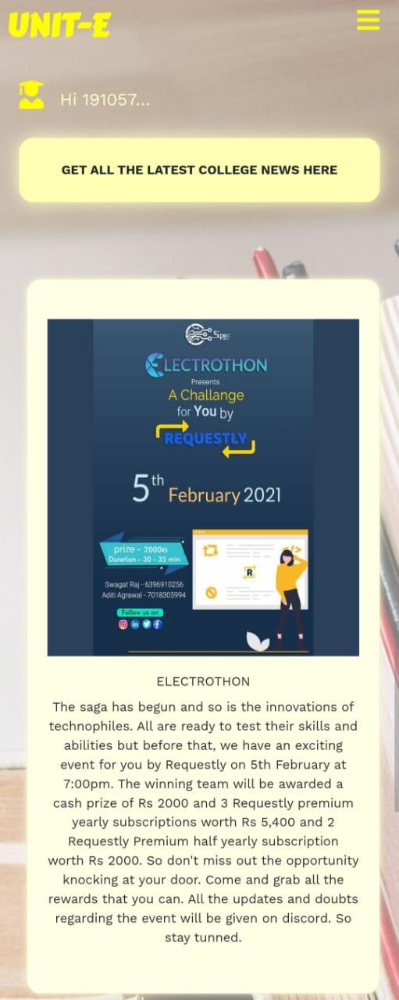 UNIT-E
Hi 191057...
GET ALL THE LATEST COLLEGE NEWS HERE
Spec
ELECTROTHON
Presents
A Challange
for You by
REQUESTLY
5th February 2021
prize - 2000RS
Duration - 30 - 35 min
</>
R
Swagat Raj - 6396910256
Aditi Agrawal - 7018305994
Follow us on
ELECTROTHON
The saga has begun and so is the innovations of
technophiles. All are ready to test their skills and
abilities but before that, we have an exciting
event for you by Requestly on 5th February at
7:00pm. The winning team will be awarded a
cash prize of Rs 2000 and 3 Requestly premium
yearly subscriptions worth Rs 5,400 and 2
Requestly Premium half yearly subscription
worth Rs 2000. So don't miss out the opportunity
knocking at your door. Come and grab all the
rewards that you can. All the updates and doubts
regarding the event will be given on discord. So
stay tunned.